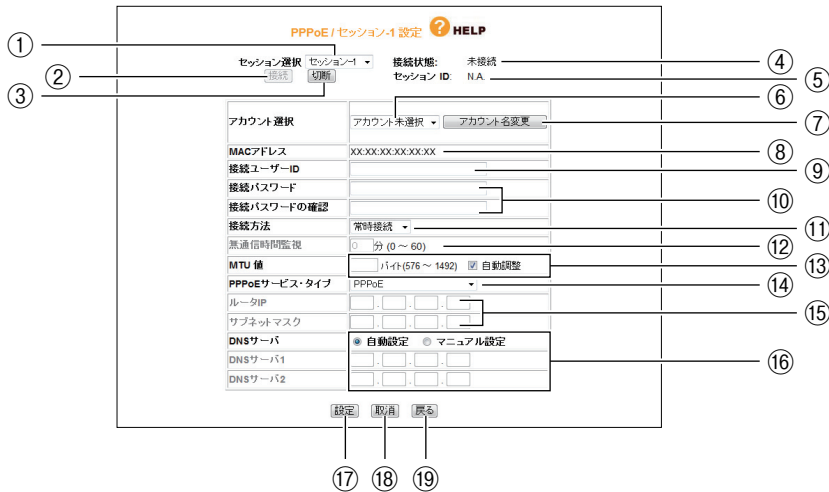 PPPoE / セッション-1 設定 ? HELP
① セッション選択 セッション-1 接続状態: 未接続 ④
② 接続 ③ 切断 セッション ID: N.A. ⑤
アカウント選択 アカウント未選択 ⑥ アカウント名変更 ⑦
MACアドレス XX:XX:XX:XX:XX:XX ⑧
接続ユーザーID ⑨
接続パスワード ⑩
接続パスワードの確認
接続方法 常時接続 ⑪
無通信時間監視 0 分 (0 ～ 60) ⑫
MTU 値 バイト(576 ～ 1492) 自動調整 ⑬
PPPoEサービス・タイプ PPPoE ⑭
ルータIP . . . ⑮
サブネットマスク . . .
DNSサーバ 自動設定 マニュアル設定 ⑯
DNSサーバ1 . . .
DNSサーバ2 . . .
設定 取消 戻る
⑰ ⑱ ⑲